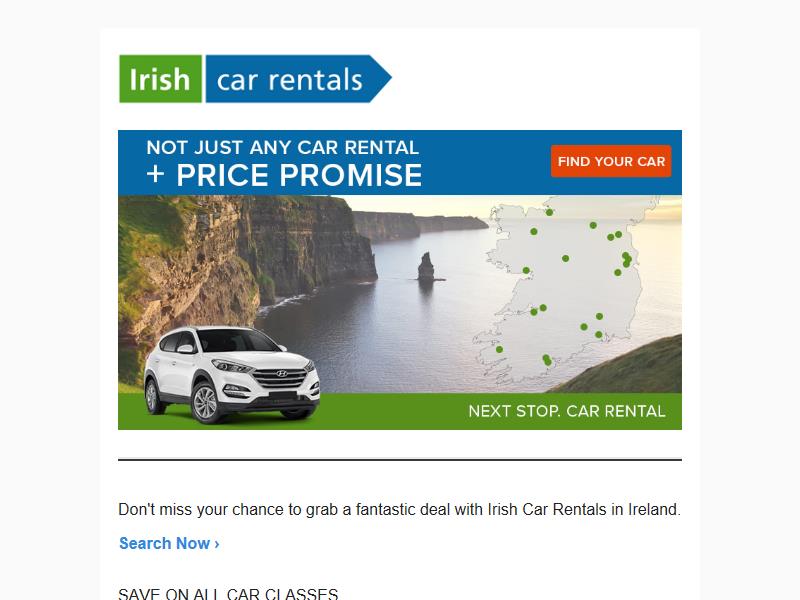 Irish car rentals
NOT JUST ANY CAR RENTAL
+ PRICE PROMISE
FIND YOUR CAR
NEXT STOP. CAR RENTAL
Don't miss your chance to grab a fantastic deal with Irish Car Rentals in Ireland.
Search Now ›
SAVE ON ALL CAR CLASSES